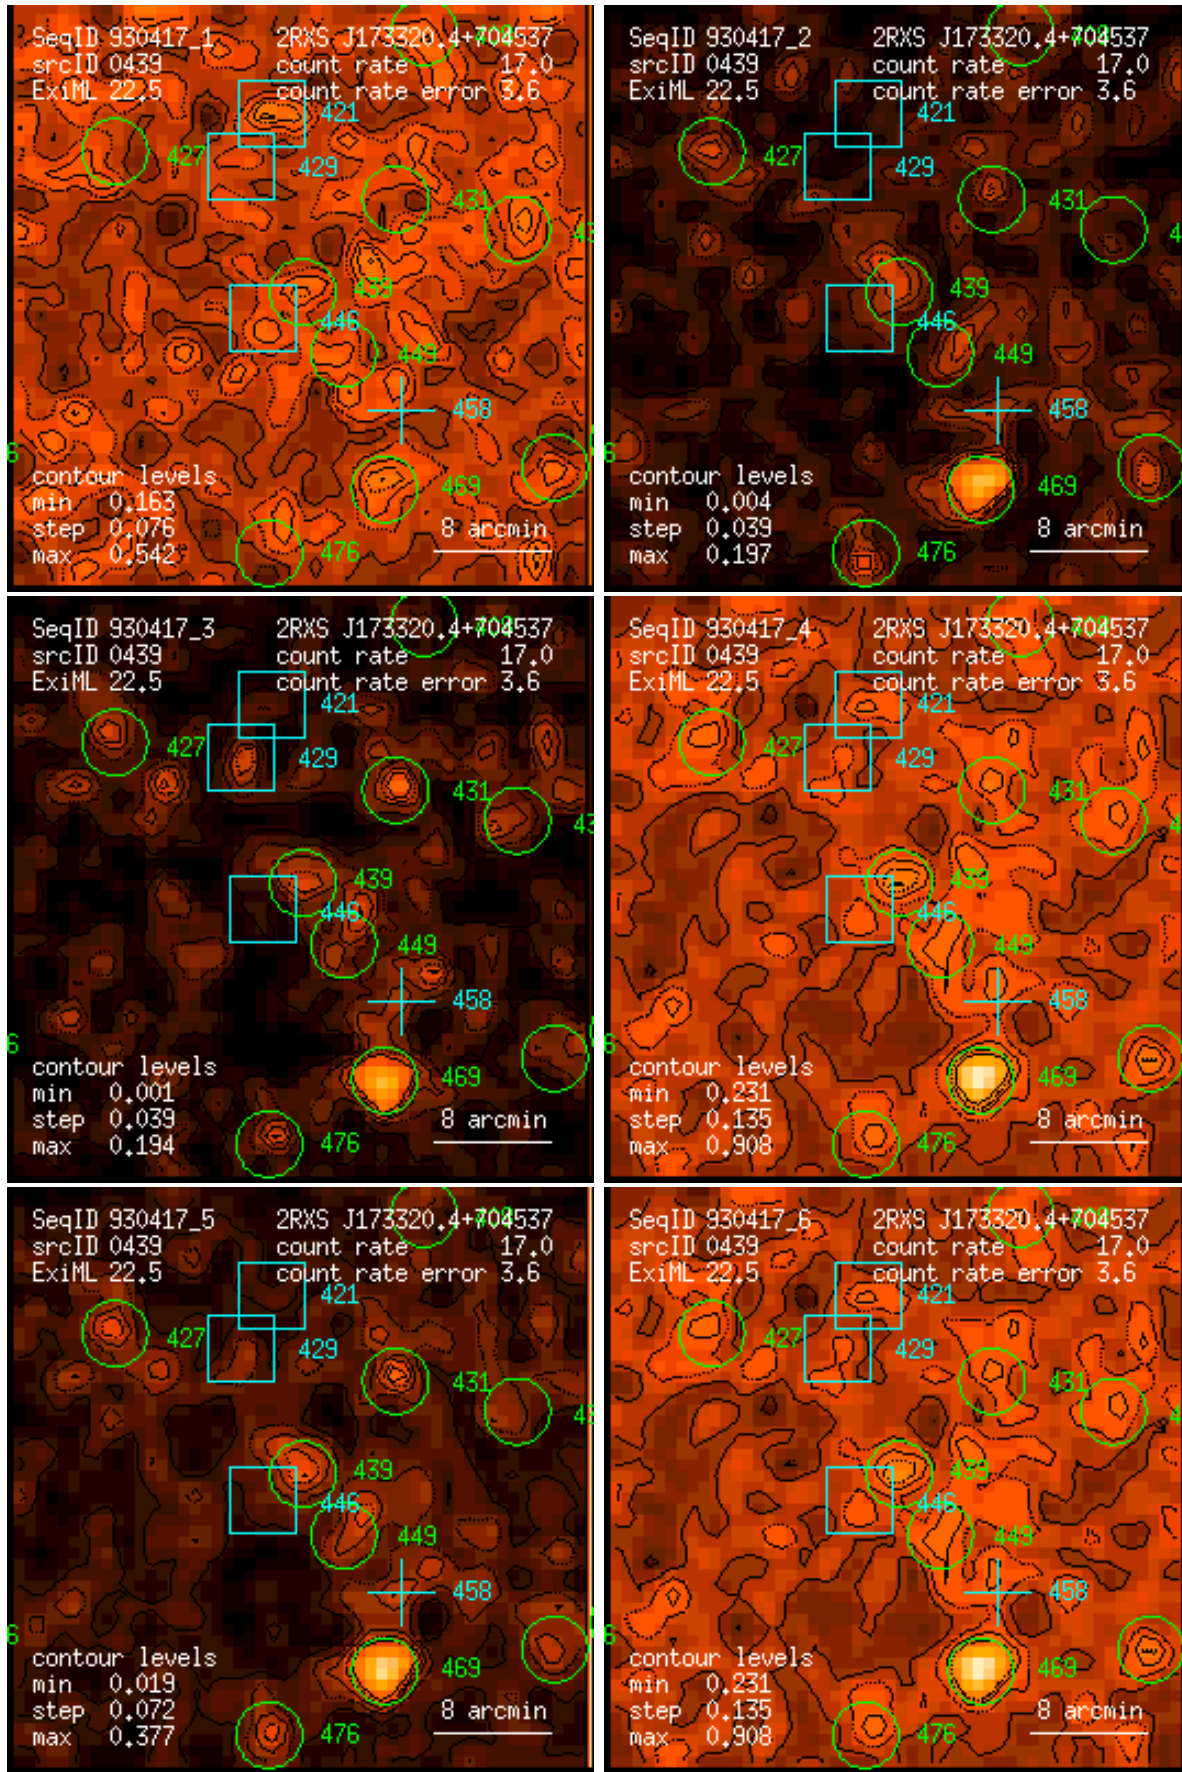 SeqID 930417_1 2RXS J173320.4+704537
srcID 0439 count rate 17.0
ExiML 22.5 count rate error 3.6
421
427
429
431
439
446
449
458
contour levels
min 0.163
469
step 0.076
8 arcmin
max 0.542
476
SeqID 930417_2 2RXS J173320.4+704537
srcID 0439 count rate 17.0
ExiML 22.5 count rate error 3.6
421
427
429
431
439
446
449
458
contour levels
min 0.004
469
step 0.039
8 arcmin
max 0.197
476
SeqID 930417_3 2RXS J173320.4+704537
srcID 0439 count rate 17.0
ExiML 22.5 count rate error 3.6
421
427
429
431
439
446
449
458
contour levels
min 0.001
469
step 0.039
8 arcmin
max 0.194
476
SeqID 930417_4 2RXS J173320.4+704537
srcID 0439 count rate 17.0
ExiML 22.5 count rate error 3.6
421
427
429
431
439
446
449
458
contour levels
min 0.231
469
step 0.135
8 arcmin
max 0.908
476
SeqID 930417_5 2RXS J173320.4+704537
srcID 0439 count rate 17.0
ExiML 22.5 count rate error 3.6
421
427
429
431
439
446
449
458
contour levels
min 0.019
469
step 0.072
8 arcmin
max 0.377
476
SeqID 930417_6 2RXS J173320.4+704537
srcID 0439 count rate 17.0
ExiML 22.5 count rate error 3.6
421
427
429
431
439
446
449
458
contour levels
min 0.231
469
step 0.135
8 arcmin
max 0.908
476